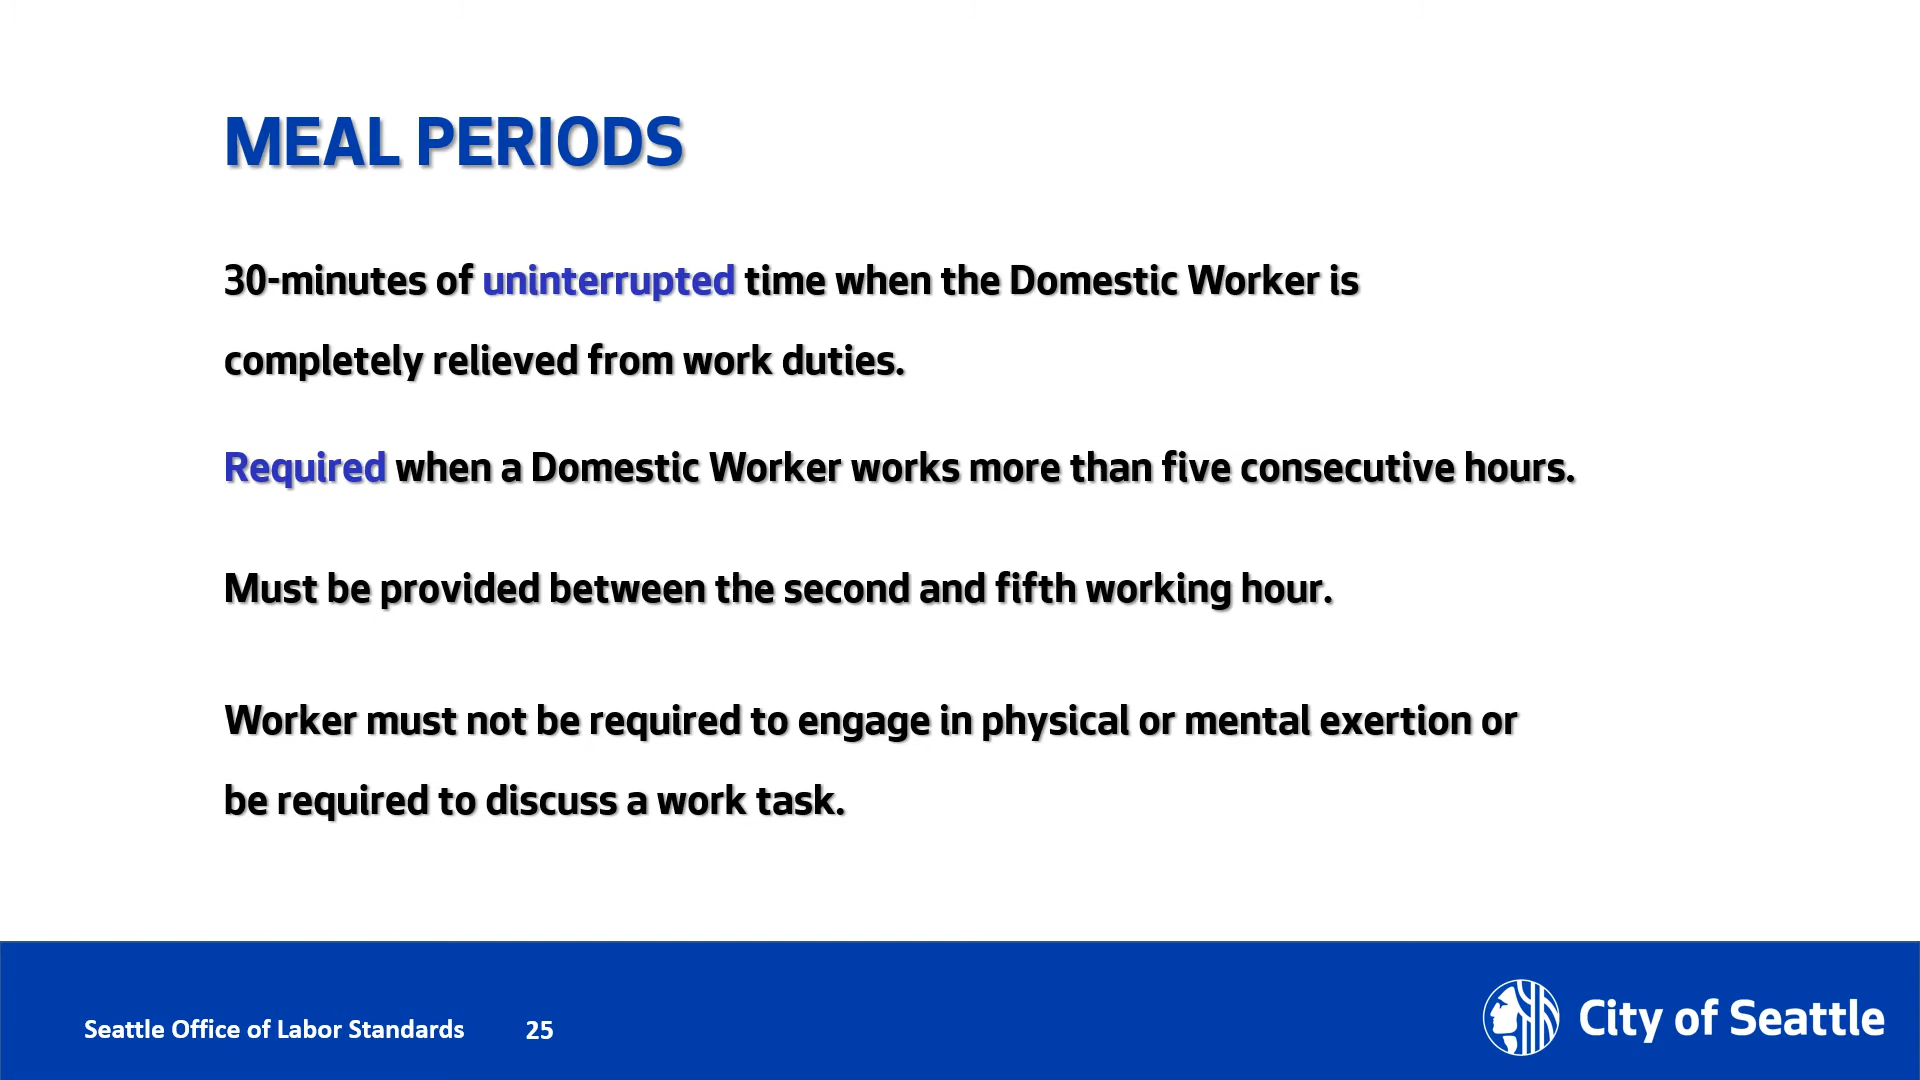 MEAL PERIODS
30-minutes of uninterrupted time when the Domestic Worker is
completely relieved from work duties.
Required when a Domestic Worker works more than five consecutive hours.
Must be provided between the second and fifth working hour.
Worker must not be required to engage in physical or mental exertion or
be required to discuss a work task.
Seattle Office of Labor Standards 25
City of Seattle